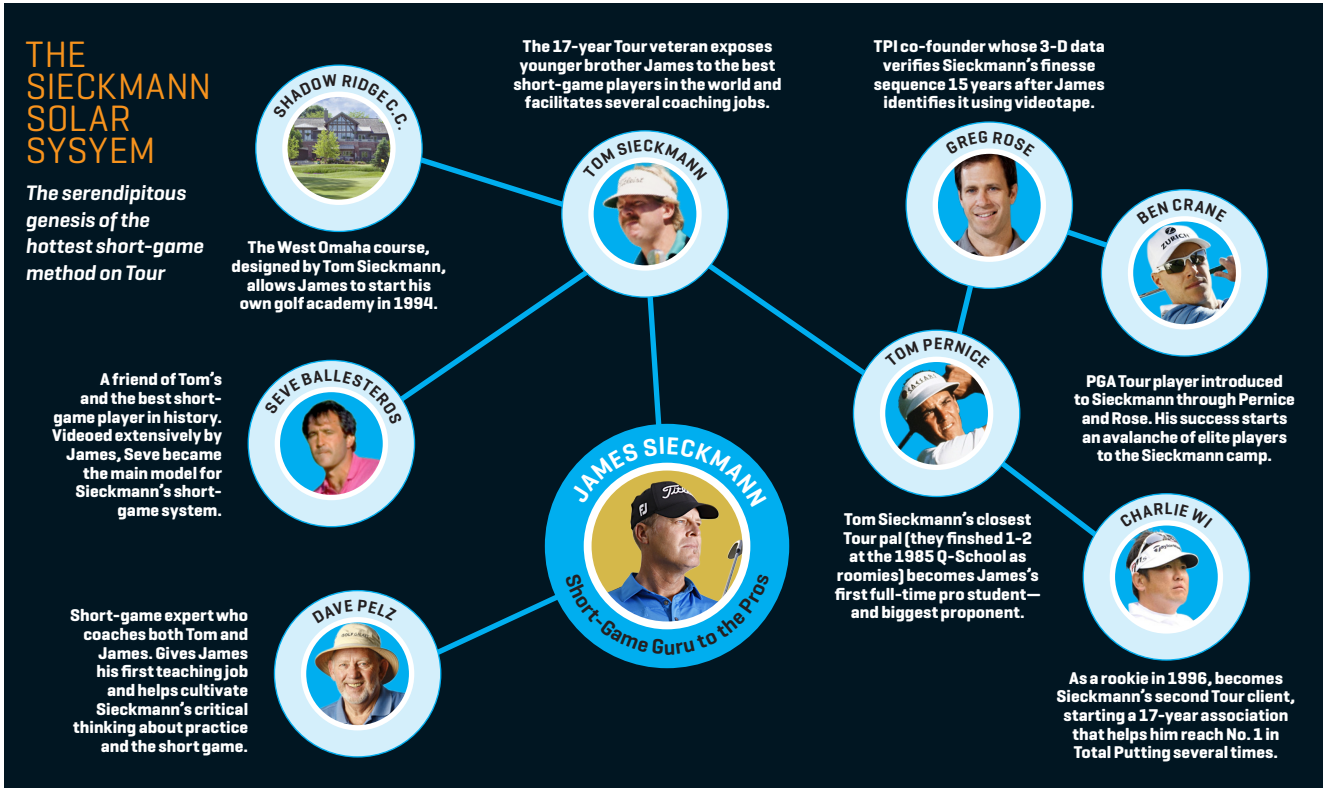 THE
SIECKMANN
SOLAR
SYSYEM
The serendipitous
genesis of the
hottest short-game
method on Tour
SHADOW RIDGE C.C.
The West Omaha course,
designed by Tom Sieckmann,
allows James to start his
own golf academy in 1994.
The 17-year Tour veteran exposes
younger brother James to the best
short-game players in the world and
facilitates several coaching jobs.
TOM SIECKMANN
Titleist
TPI co-founder whose 3-D data
verifies Sieckmann's finesse
sequence 15 years after James
identifies it using videotape.
GREG ROSE
BEN CRANE
ZURICH
PGA Tour player introduced
to Sieckmann through Pernice
and Rose. His success starts
an avalanche of elite players
to the Sieckmann camp.
SEVE BALLESTEROS
A friend of Tom's
and the best short-
game player in history.
Videoed extensively by
James, Seve became
the main model for
Sieckmann's short-
game system.
JAMES SIECKMANN
Titl
FJ
Short-Game Guru to the Pros
TOM PERNICE
CAESARS
Tom Sieckmann's closest
Tour pal (they finshed 1-2
at the 1985 Q-School as
roomies) becomes James's
first full-time pro student—
and biggest proponent.
CHARLIE WI
TaylorMade
As a rookie in 1996, becomes
Sieckmann's second Tour client,
starting a 17-year association
that helps him reach No. 1 in
Total Putting several times.
DAVE PELZ
Short-game expert who
coaches both Tom and
James. Gives James
his first teaching job
and helps cultivate
Sieckmann's critical
thinking about practice
and the short game.